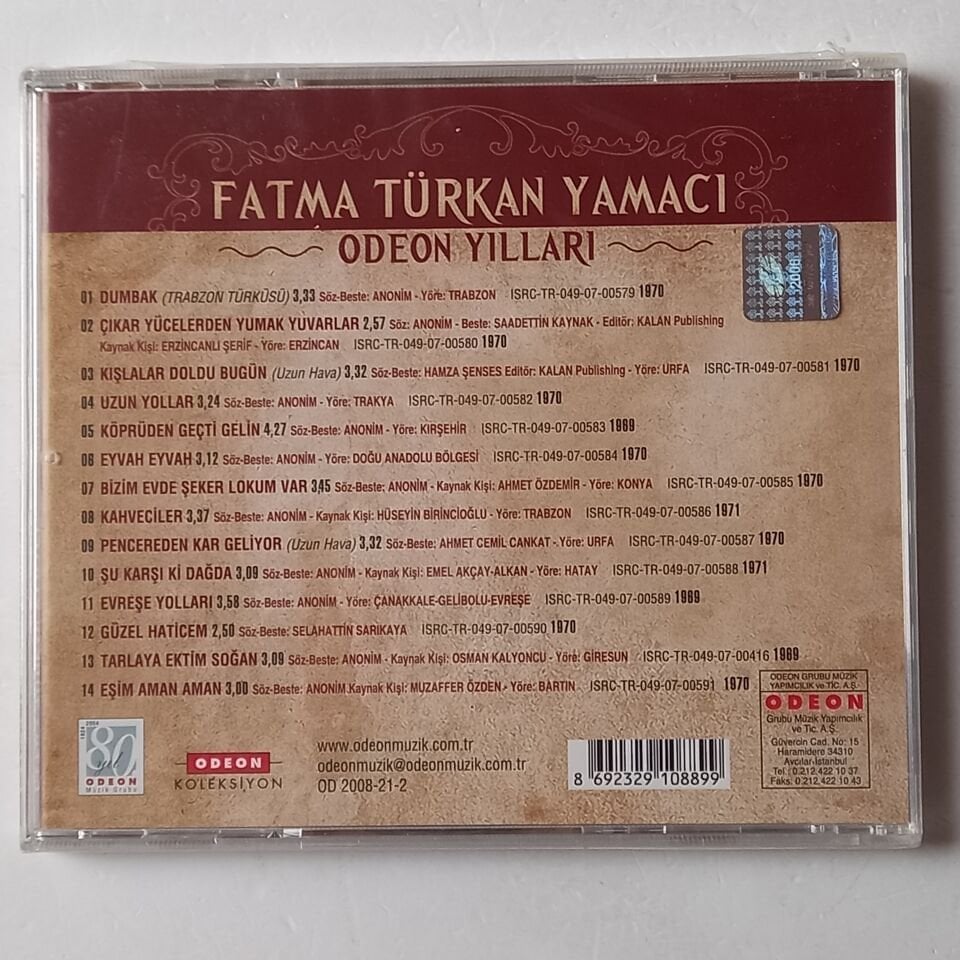 FATMA TÜRKAN YAMACI
ODEON YILLARI
01 DUMBAK (TRABZON TÜRKÜSÜ) 3,33 Söz-Beste: ANONİM - Yöre: TRABZON ISRC-TR-049-07-00579 1970
02 ÇIKAR YÜCELERDEN YUMAK YUVARLAR 2,57 Söz: ANONİM - Beste: SAADETTİN KAYNAK - Editör: KALAN Publishing
Kaynak Kişi: ERZİNCANLI ŞERİF - Yöre: ERZİNCAN ISRC-TR-049-07-00580 1970
03 KIŞLALAR DOLDU BUGÜN (Uzun Hava) 3,32 Söz-Beste: HAMZA ŞENSES Editör: KALAN Publishing - Yöre: URFA ISRC-TR-049-07-00581 1970
04 UZUN YOLLAR 3,24 Söz-Beste: ANONİM - Yöre: TRAKYA ISRC-TR-049-07-00582 1970
05 KÖPRÜDEN GEÇTİ GELİN 4,27 Söz-Beste: ANONİM - Yöre: KIRŞEHİR ISRC-TR-049-07-00583 1969
06 EYVAH EYVAH 3,12 Söz-Beste: ANONİM - Yöre: DOĞU ANADOLU BÖLGESİ ISRC-TR-049-07-00584 1970
07 BİZİM EVDE ŞEKER LOKUM VAR 3,45 Söz-Beste: ANONİM - Kaynak Kişi: AHMET ÖZDEMİR - Yöre: KONYA ISRC-TR-049-07-00585 1970
08 KAHVECİLER 3,37 Söz-Beste: ANONİM - Kaynak Kişi: HÜSEYİN BİRİNCİOĞLU - Yöre: TRABZON ISRC-TR-049-07-00586 1971
09 PENCEREDEN KAR GELİYOR (Uzun Hava) 3,32 Söz-Beste: AHMET CEMİL CANKAT - Yöre: URFA ISRC-TR-049-07-00587 1970
10 ŞU KARŞI Kİ DAĞDA 3,09 Söz-Beste: ANONİM - Kaynak Kişi: EMEL AKÇAY-ALKAN - Yöre: HATAY ISRC-TR-049-07-00588 1971
11 EVREŞE YOLLARI 3,58 Söz-Beste: ANONİM - Yöre: ÇANAKKALE-GELİBOLU-EVREŞE ISRC-TR-049-07-00589 1969
12 GÜZEL HATİCEM 2,50 Söz-Beste: SELAHATTİN SARIKAYA ISRC-TR-049-07-00590 1970
13 TARLAYA EKTİM SOĞAN 3,09 Söz-Beste: ANONİM - Kaynak Kişi: OSMAN KALYONCU - Yöre: GİRESUN ISRC-TR-049-07-00416 1969
14 EŞİM AMAN AMAN 3,00 Söz-Beste: ANONİM Kaynak Kişi: MUZAFFER ÖZDEN - Yöre: BARTIN ISRC-TR-049-07-00591 1970
2008
1924 2004
80 yıl
ODEON
Müzik Grubu
ODEON
KOLEKSİYON
www.odeonmuzik.com.tr
odeonmuzik@odeonmuzik.com.tr
OD 2008-21-2
8 692329 108899
ODEON GRUBU MÜZİK
YAPIMCILIK ve TİC. A.Ş.
ODEON
Grubu Müzik Yapımcılık
ve Tic. A.Ş.
Güvercin Cad. No: 15
Haramidere 34310
Avcılar-İstanbul
Tel.: 0.212.422 10 37
Faks: 0.212.422 10 43